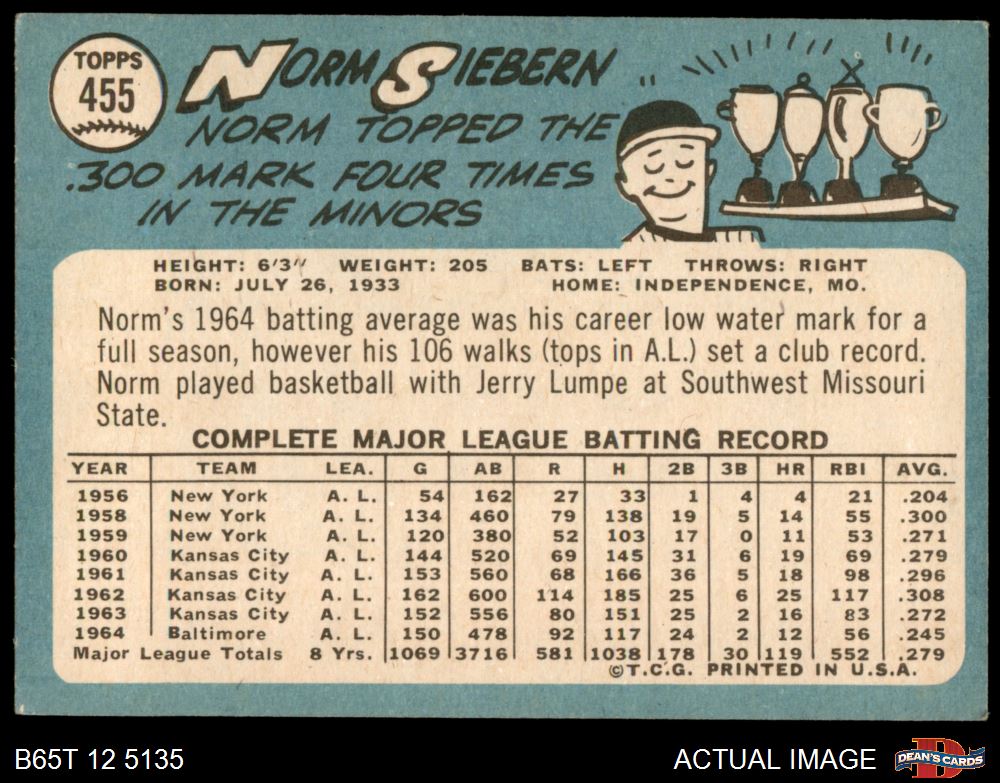 TOPPS
455
NORM SIEBERN
NORM TOPPED THE
.300 MARK FOUR TIMES
IN THE MINORS
HEIGHT: 6'3" WEIGHT: 205 BATS: LEFT THROWS: RIGHT
BORN: JULY 26, 1933 HOME: INDEPENDENCE, MO.
Norm's 1964 batting average was his career low water mark for a
full season, however his 106 walks (tops in A.L.) set a club record.
Norm played basketball with Jerry Lumpe at Southwest Missouri
State.
COMPLETE MAJOR LEAGUE BATTING RECORD
YEAR TEAM LEA. G AB R H 2B 3B HR RBI AVG.
1956 New York A. L. 54 162 27 33 1 4 4 21 .204
1958 New York A. L. 134 460 79 138 19 5 14 55 .300
1959 New York A. L. 120 380 52 103 17 0 11 53 .271
1960 Kansas City A. L. 144 520 69 145 31 6 19 69 .279
1961 Kansas City A. L. 153 560 68 166 36 5 18 98 .296
1962 Kansas City A. L. 162 600 114 185 25 6 25 117 .308
1963 Kansas City A. L. 152 556 80 151 25 2 16 83 .272
1964 Baltimore A. L. 150 478 92 117 24 2 12 56 .245
Major League Totals 8 Yrs. 1069 3716 581 1038 178 30 119 552 .279
©T.C.G. PRINTED IN U.S.A.
B65T 12 5135 ACTUAL IMAGE
D
DEAN'S CARDS